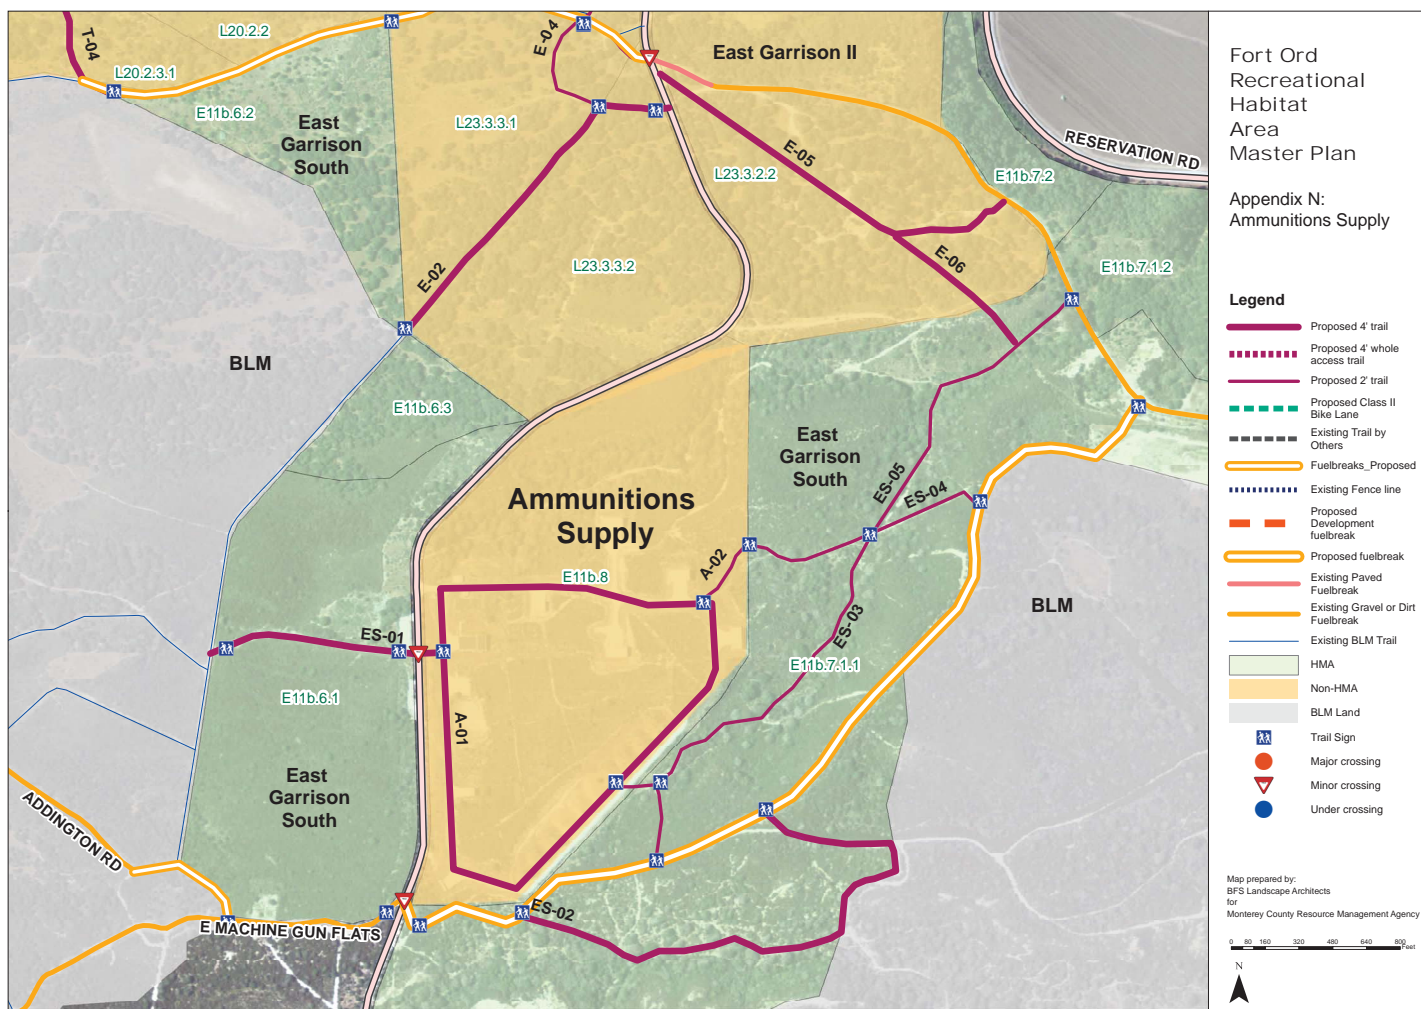 T-04
L20.2.2
L20.2.3.1
E11b.6.2
East
Garrison
South
E-04
L23.3.3.1
East Garrison II
RESERVATION RD
E-05
L23.3.2.2
E11b.7.2
E-06
E11b.7.1.2
E-02
L23.3.3.2
BLM
E11b.6.3
East
Garrison
South
Ammunitions
Supply
ES-05
ES-04
A-02
E11b.8
BLM
ES-01
ES-03
E11b.7.1.1
E11b.6.1
A-01
East
Garrison
South
ADDINGTON RD
ES-02
E MACHINE GUN FLATS
Fort Ord
Recreational
Habitat
Area
Master Plan
Appendix N:
Ammunitions Supply
Legend
Proposed 4' trail
Proposed 4' whole
access trail
Proposed 2' trail
Proposed Class II
Bike Lane
Existing Trail by
Others
Fuelbreaks_Proposed
Existing Fence line
Proposed
Development
fuelbreak
Proposed fuelbreak
Existing Paved
Fuelbreak
Existing Gravel or Dirt
Fuelbreak
Existing BLM Trail
HMA
Non-HMA
BLM Land
Trail Sign
Major crossing
Minor crossing
Under crossing
Map prepared by:
BFS Landscape Architects
for
Monterey County Resource Management Agency
0 80 160 320 480 640 800
Feet
N